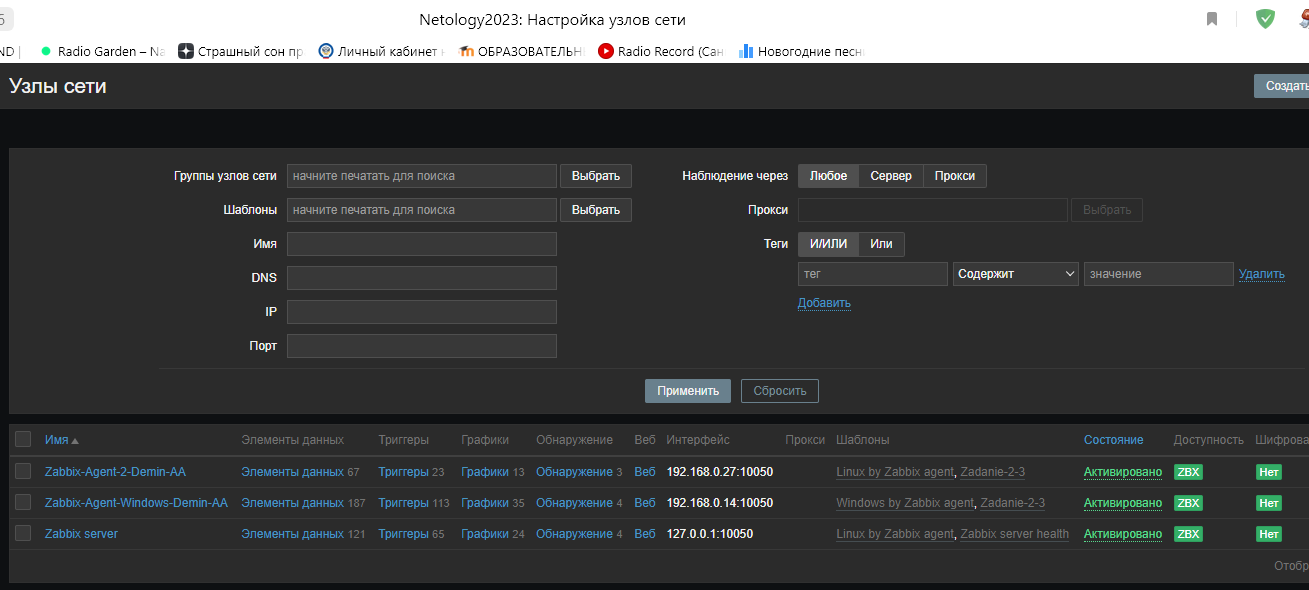 Netology2023: Настройка узлов сети
ND | Radio Garden – Na Страшный сон пр Личный кабинет ОБРАЗОВАТЕЛЬН Radio Record (Сан Новогодние песн
Узлы сети Создать
Группы узлов сети начните печатать для поиска Выбрать Наблюдение через Любое Сервер Прокси
Шаблоны начните печатать для поиска Выбрать Прокси Выбрать
Имя Теги И/ИЛИ Или
DNS тег Содержит значение Удалить
Добавить
IP
Порт
Применить Сбросить
Имя Элементы данных Триггеры Графики Обнаружение Веб Интерфейс Прокси Шаблоны Состояние Доступность Шифрова
Zabbix-Agent-2-Demin-AA Элементы данных 67 Триггеры 23 Графики 13 Обнаружение 3 Веб 192.168.0.27:10050 Linux by Zabbix agent, Zadanie-2-3 Активировано ZBX Нет
Zabbix-Agent-Windows-Demin-AA Элементы данных 187 Триггеры 113 Графики 35 Обнаружение 4 Веб 192.168.0.14:10050 Windows by Zabbix agent, Zadanie-2-3 Активировано ZBX Нет
Zabbix server Элементы данных 121 Триггеры 65 Графики 24 Обнаружение 4 Веб 127.0.0.1:10050 Linux by Zabbix agent, Zabbix server health Активировано ZBX Нет
Отобр